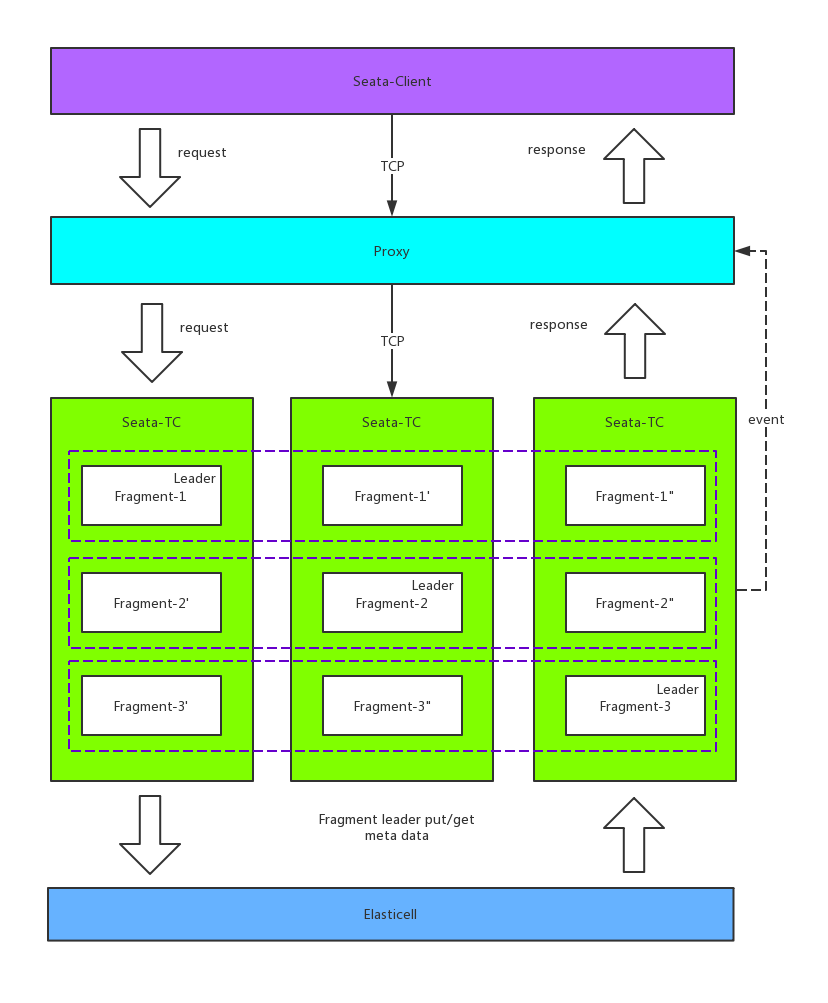 Seata-Client
request
TCP
response
Proxy
request
TCP
response
event
Seata-TC
Seata-TC
Seata-TC
Leader
Fragment-1
Fragment-1'
Fragment-1"
Fragment-2'
Leader
Fragment-2
Fragment-2"
Fragment-3'
Fragment-3"
Leader
Fragment-3
Fragment leader put/get
meta data
Elasticell